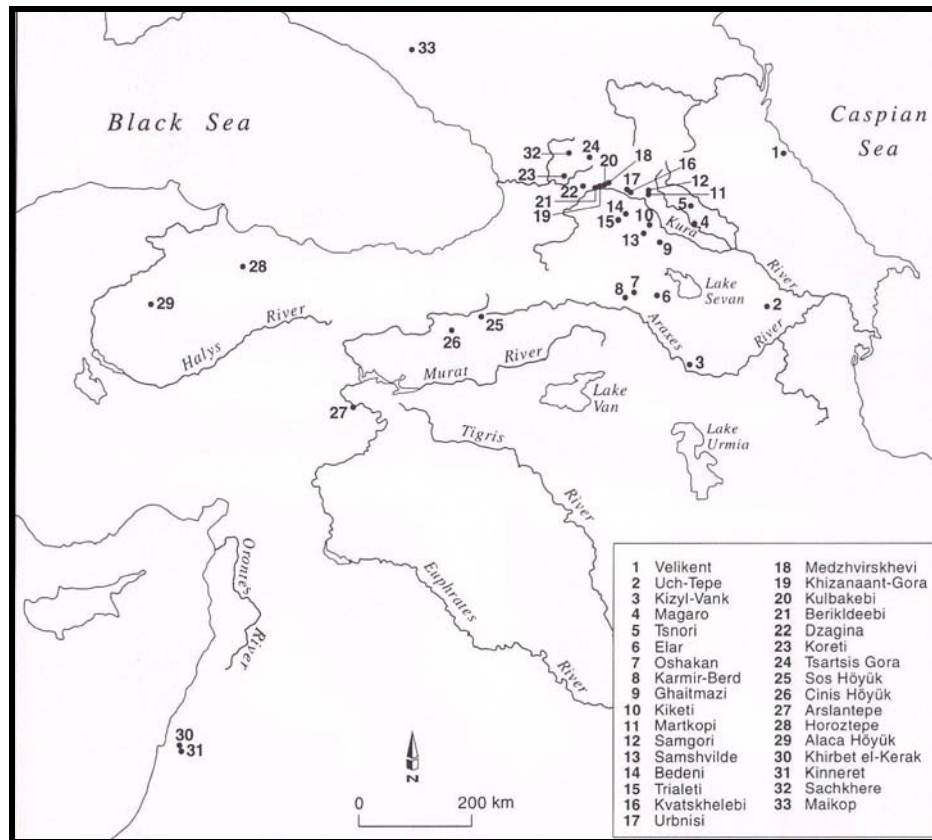 33
Black Sea
Caspian
Sea
1
32
24
20
18
16
12
11
23
22
17
21
19
5
4
14
15
10
13
9
Kura
River
28
29
Halys
River
8
7
6
Lake
Sevan
2
25
26
Araxes
River
3
Murat
River
Lake
Van
27
Tigris
River
Lake
Urmia
Orontes
River
Euphrates
River
30
31
N
0 200 km
1 Velikent
2 Uch-Tepe
3 Kizyl-Vank
4 Magaro
5 Tsnori
6 Elar
7 Oshakan
8 Karmir-Berd
9 Ghaitmazi
10 Kiketi
11 Martkopi
12 Samgori
13 Samshvilde
14 Bedeni
15 Trialeti
16 Kvatskhelebi
17 Urbnisi
18 Medzhvirskhevi
19 Khizanaant-Gora
20 Kulbakebi
21 Berikldeebi
22 Dzagina
23 Koreti
24 Tsartsis Gora
25 Sos Höyük
26 Cinis Höyük
27 Arslantepe
28 Horoztepe
29 Alaca Höyük
30 Khirbet el-Kerak
31 Kinneret
32 Sachkhere
33 Maikop